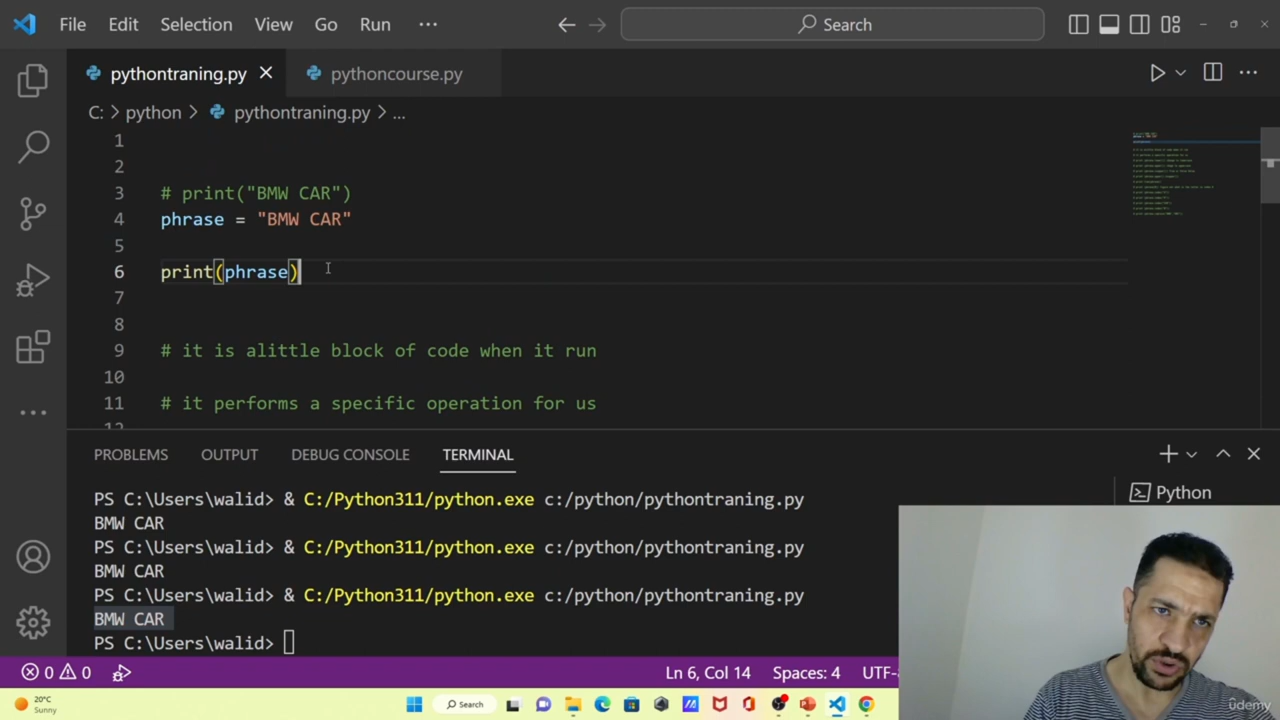 File Edit Selection View Go Run ··· Search
pythontraning.py pythoncourse.py
C: > python > pythontraning.py > ...
1
2
3 # print("BMW CAR")
4 phrase = "BMW CAR"
5
6 print(phrase)
7
8
9 # it is alittle block of code when it run
10
11 # it performs a specific operation for us
12
PROBLEMS OUTPUT DEBUG CONSOLE TERMINAL
PS C:\Users\walid> & C:/Python311/python.exe c:/python/pythontraning.py
Python
BMW CAR
PS C:\Users\walid> & C:/Python311/python.exe c:/python/pythontraning.py
BMW CAR
PS C:\Users\walid> & C:/Python311/python.exe c:/python/pythontraning.py
BMW CAR
PS C:\Users\walid>
0 0 Ln 6, Col 14 Spaces: 4 UTF-8
20°C
Sunny
Search
ûdemy